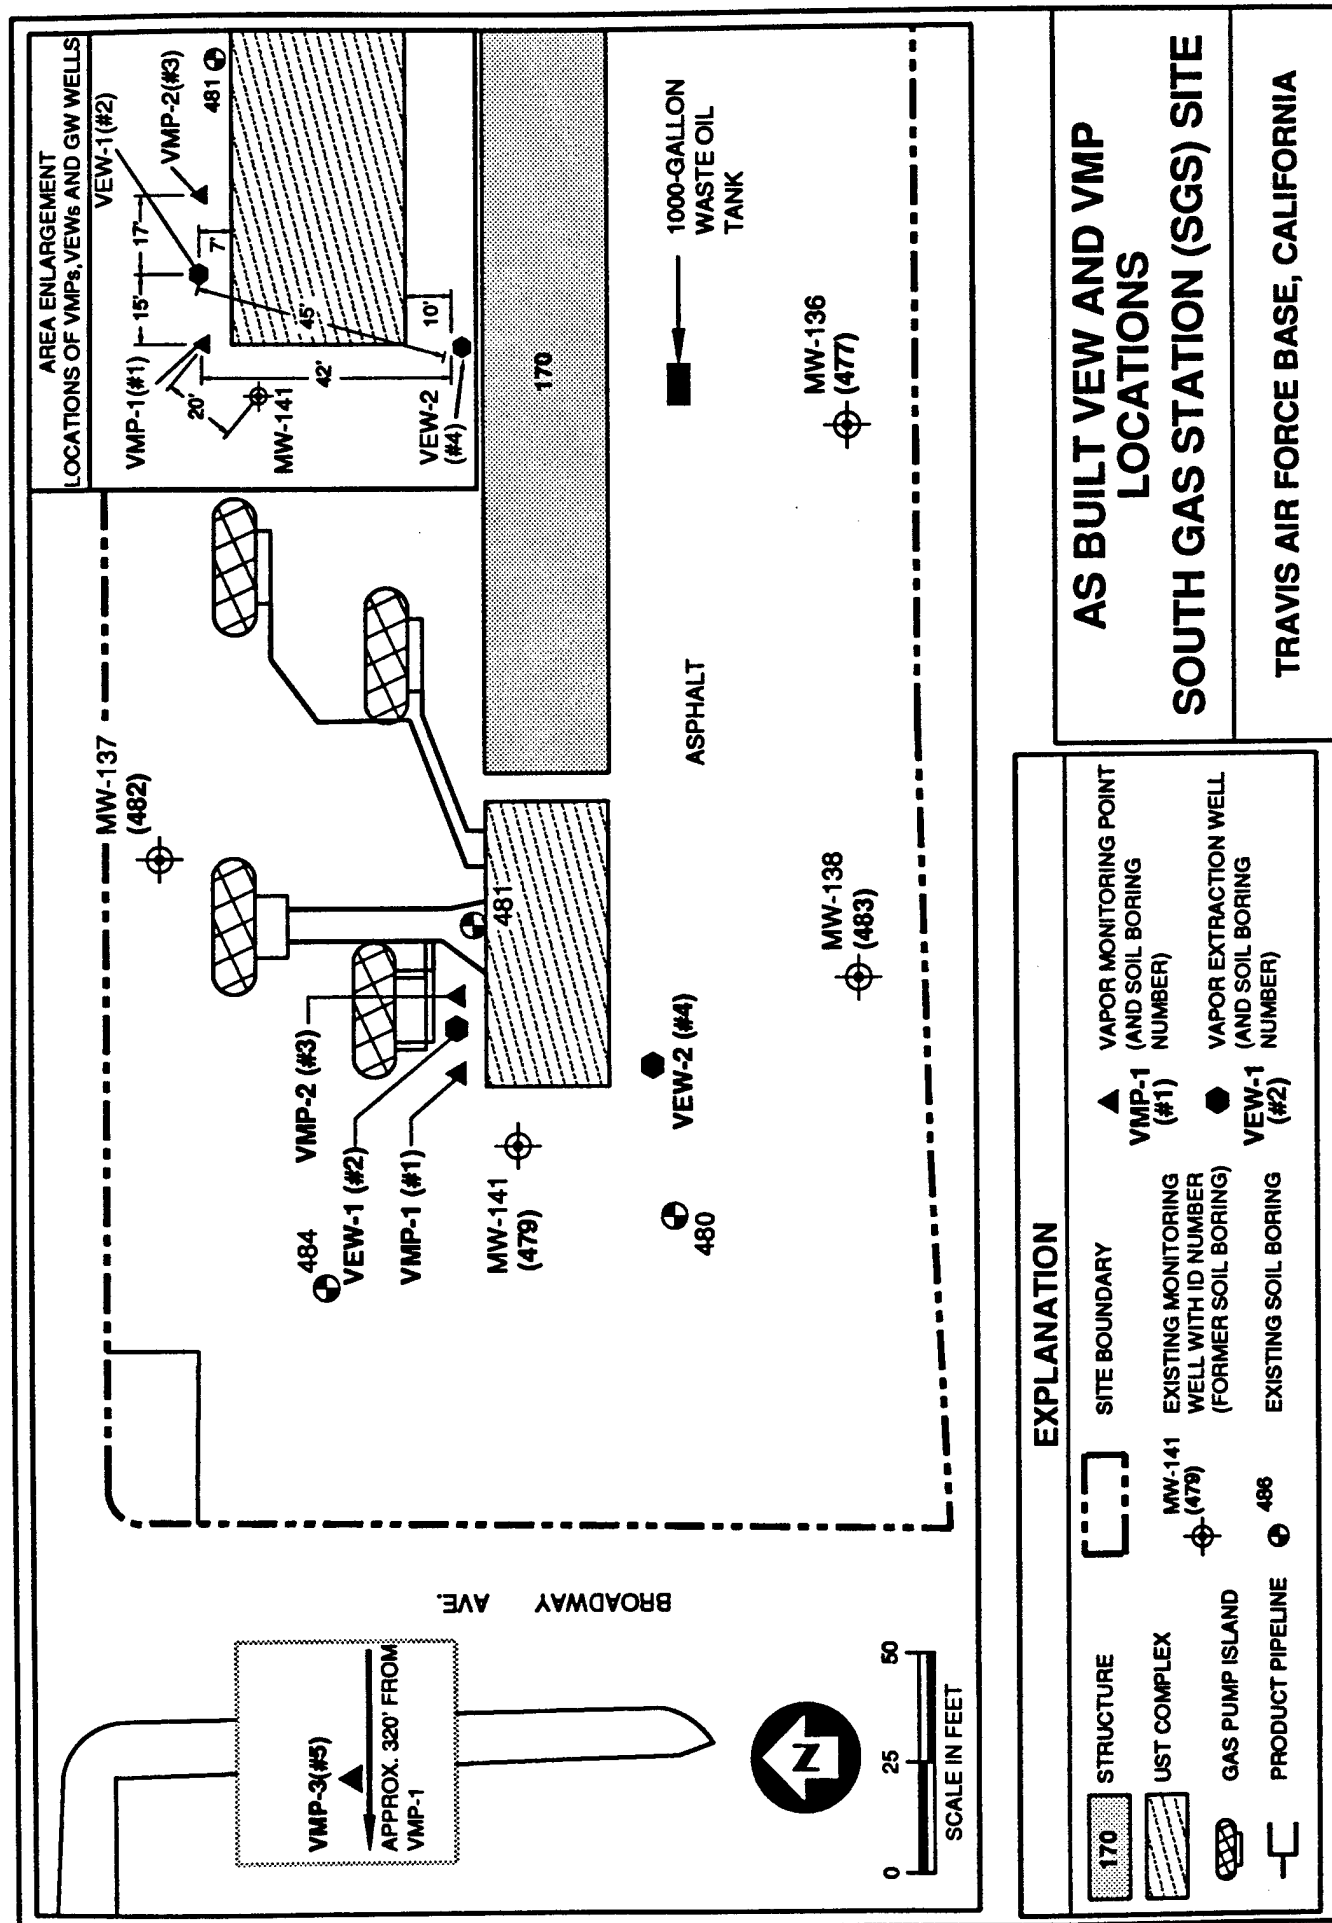 AREA ENLARGEMENT
LOCATIONS OF VMPs,VEWs AND GW WELLS
VEW-1(#2)
VMP-2(#3)
481
17'
15'
7'
45'
10'
42'
20'
VMP-1(#1)
MW-141
VEW-2
(#4)
MW-137
(482)
170
1000-GALLON
WASTE OIL
TANK
MW-136
(477)
ASPHALT
481
MW-138
(483)
VMP-2 (#3)
VEW-1 (#2)
VMP-1 (#1)
484
MW-141
(479)
VEW-2 (#4)
480
BROADWAY AVE.
VMP-3(#5)
APPROX. 320' FROM
VMP-1
N
0 25 50
SCALE IN FEET
EXPLANATION
170 STRUCTURE
UST COMPLEX
GAS PUMP ISLAND
PRODUCT PIPELINE
SITE BOUNDARY
MW-141
(479)
EXISTING MONITORING
WELL WITH ID NUMBER
(FORMER SOIL BORING)
486 EXISTING SOIL BORING
VMP-1
(#1)
VAPOR MONITORING POINT
(AND SOIL BORING
NUMBER)
VEW-1
(#2)
VAPOR EXTRACTION WELL
(AND SOIL BORING
NUMBER)
AS BUILT VEW AND VMP
LOCATIONS
SOUTH GAS STATION (SGS) SITE
TRAVIS AIR FORCE BASE, CALIFORNIA